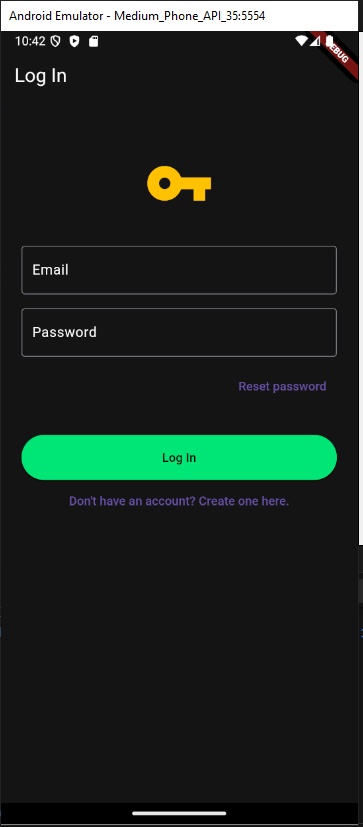 Android Emulator - Medium_Phone_API_35:5554
10:42
DEBUG
Log In
Email
Password
Reset password
Log In
Don't have an account? Create one here.